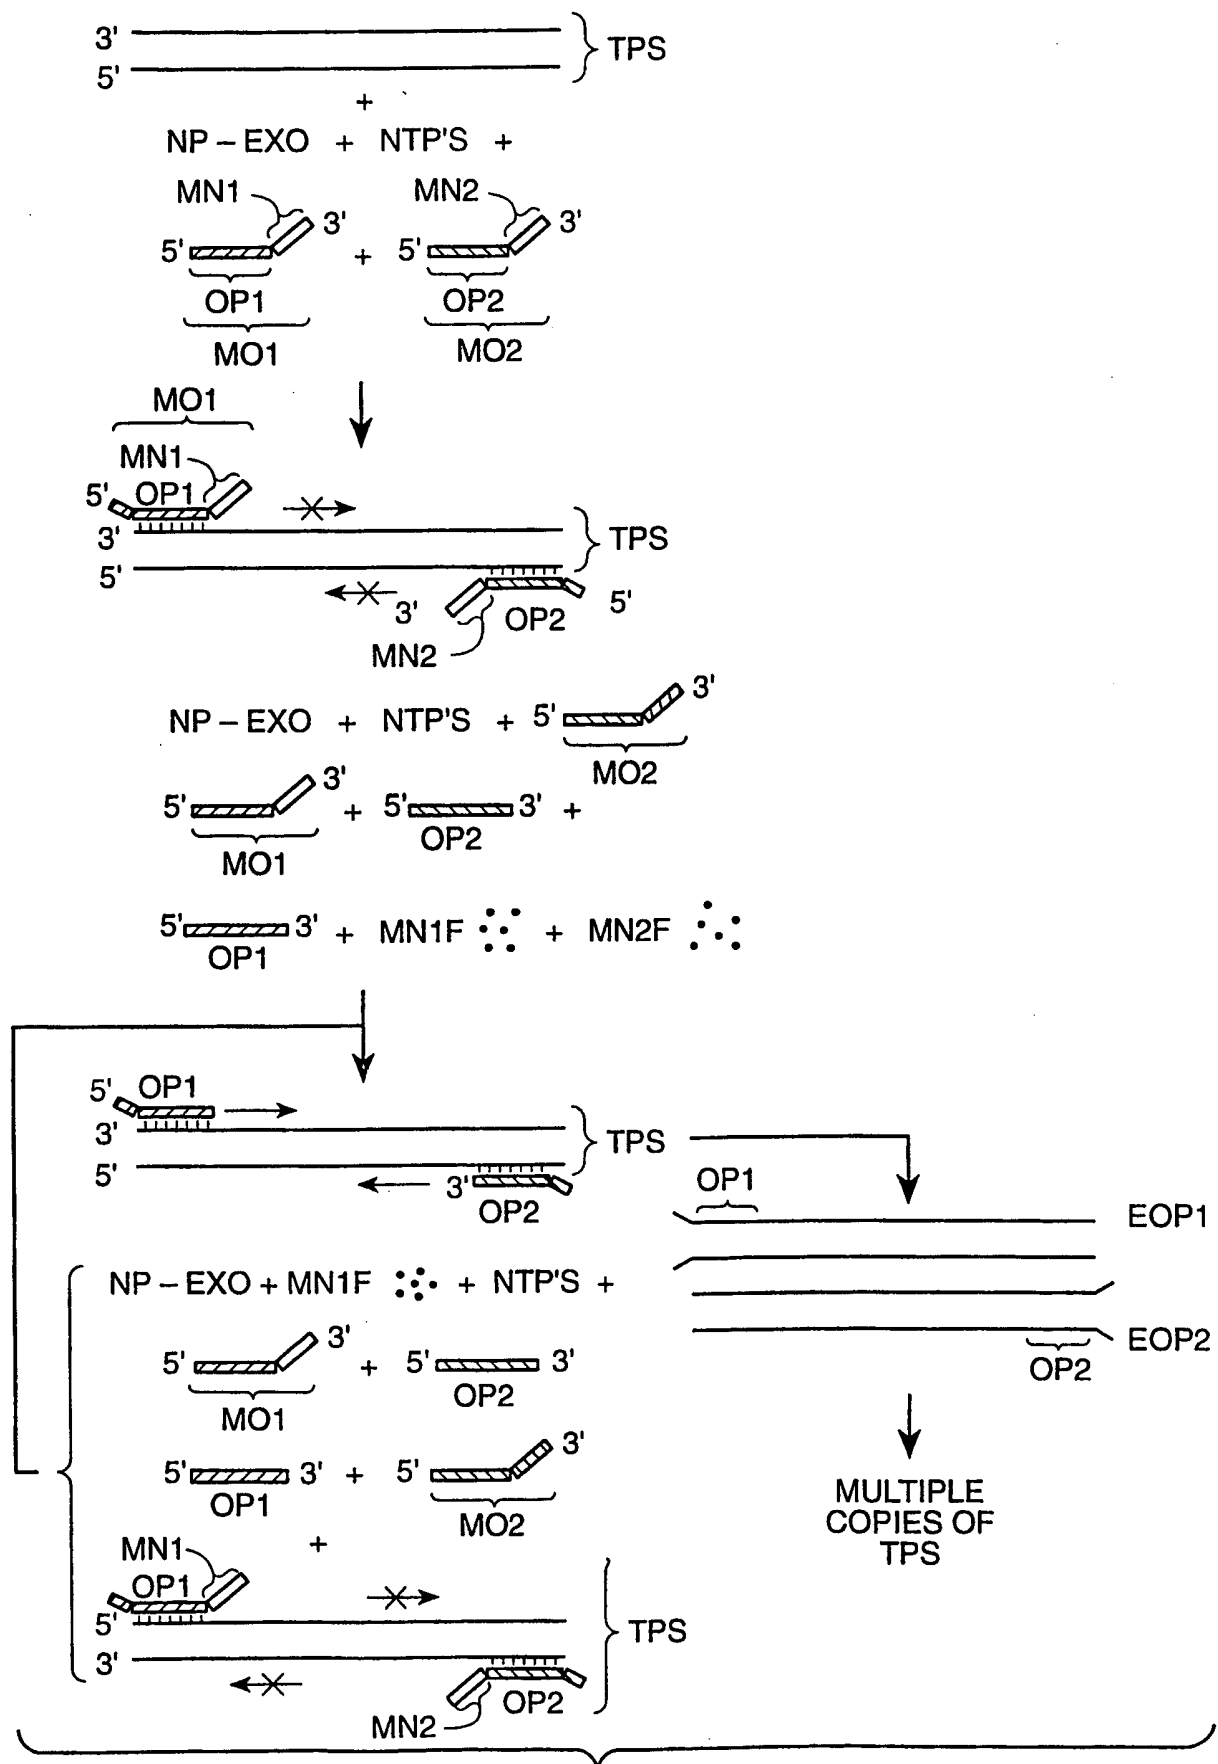 3'
5'
TPS
+
NP – EXO + NTP'S +
MN1 MN2
5' 3' + 5' 3'
OP1 OP2
MO1 MO2
MO1
MN1
5' OP1
3'
5'
TPS
3' OP2 5'
MN2
NP – EXO + NTP'S + 5' 3'
MO2
5' 3' + 5' 3' +
MO1 OP2
5' 3' + MN1F + MN2F
OP1
5' OP1
3'
5'
TPS
3'
OP2
OP1
EOP1
EOP2
OP2
MULTIPLE
COPIES OF
TPS
NP – EXO + MN1F + NTP'S +
5' 3' + 5' 3'
MO1 OP2
5' 3' + 5' 3'
OP1 MO2
+
MN1
OP1
5'
3'
TPS
OP2
MN2